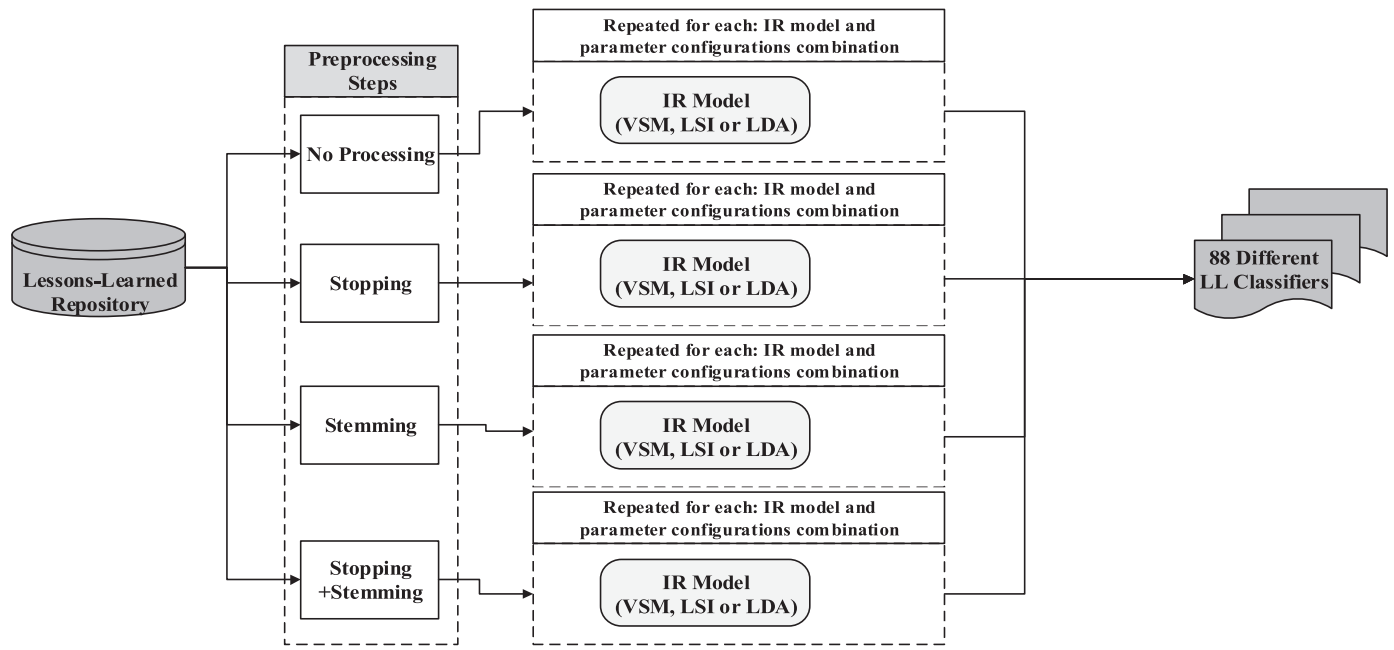 Lessons-Learned
Repository
Preprocessing
Steps
No Processing
Stopping
Stemming
Stopping
+Stemming
Repeated for each: IR model and
parameter configurations combination
IR Model
(VSM, LSI or LDA)
Repeated for each: IR model and
parameter configurations combination
IR Model
(VSM, LSI or LDA)
Repeated for each: IR model and
parameter configurations combination
IR Model
(VSM, LSI or LDA)
Repeated for each: IR model and
parameter configurations combination
IR Model
(VSM, LSI or LDA)
88 Different
LL Classifiers